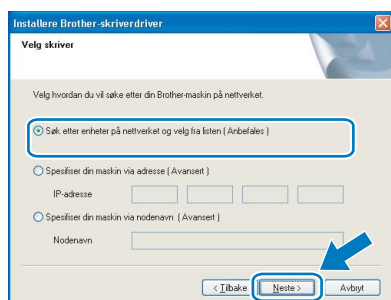 Installere Brother-skriverdriver
Velg skriver
Velg hvordan du vil søke etter din Brother-maskin på nettverket.
Søk etter enheter på nettverket og velg fra listen ( Anbefales )
Spesifiser din maskin via adresse ( Avansert )
IP-adresse
Spesifiser din maskin via nodenavn ( Avansert )
Nodenavn
< Tilbake Neste > Avbryt